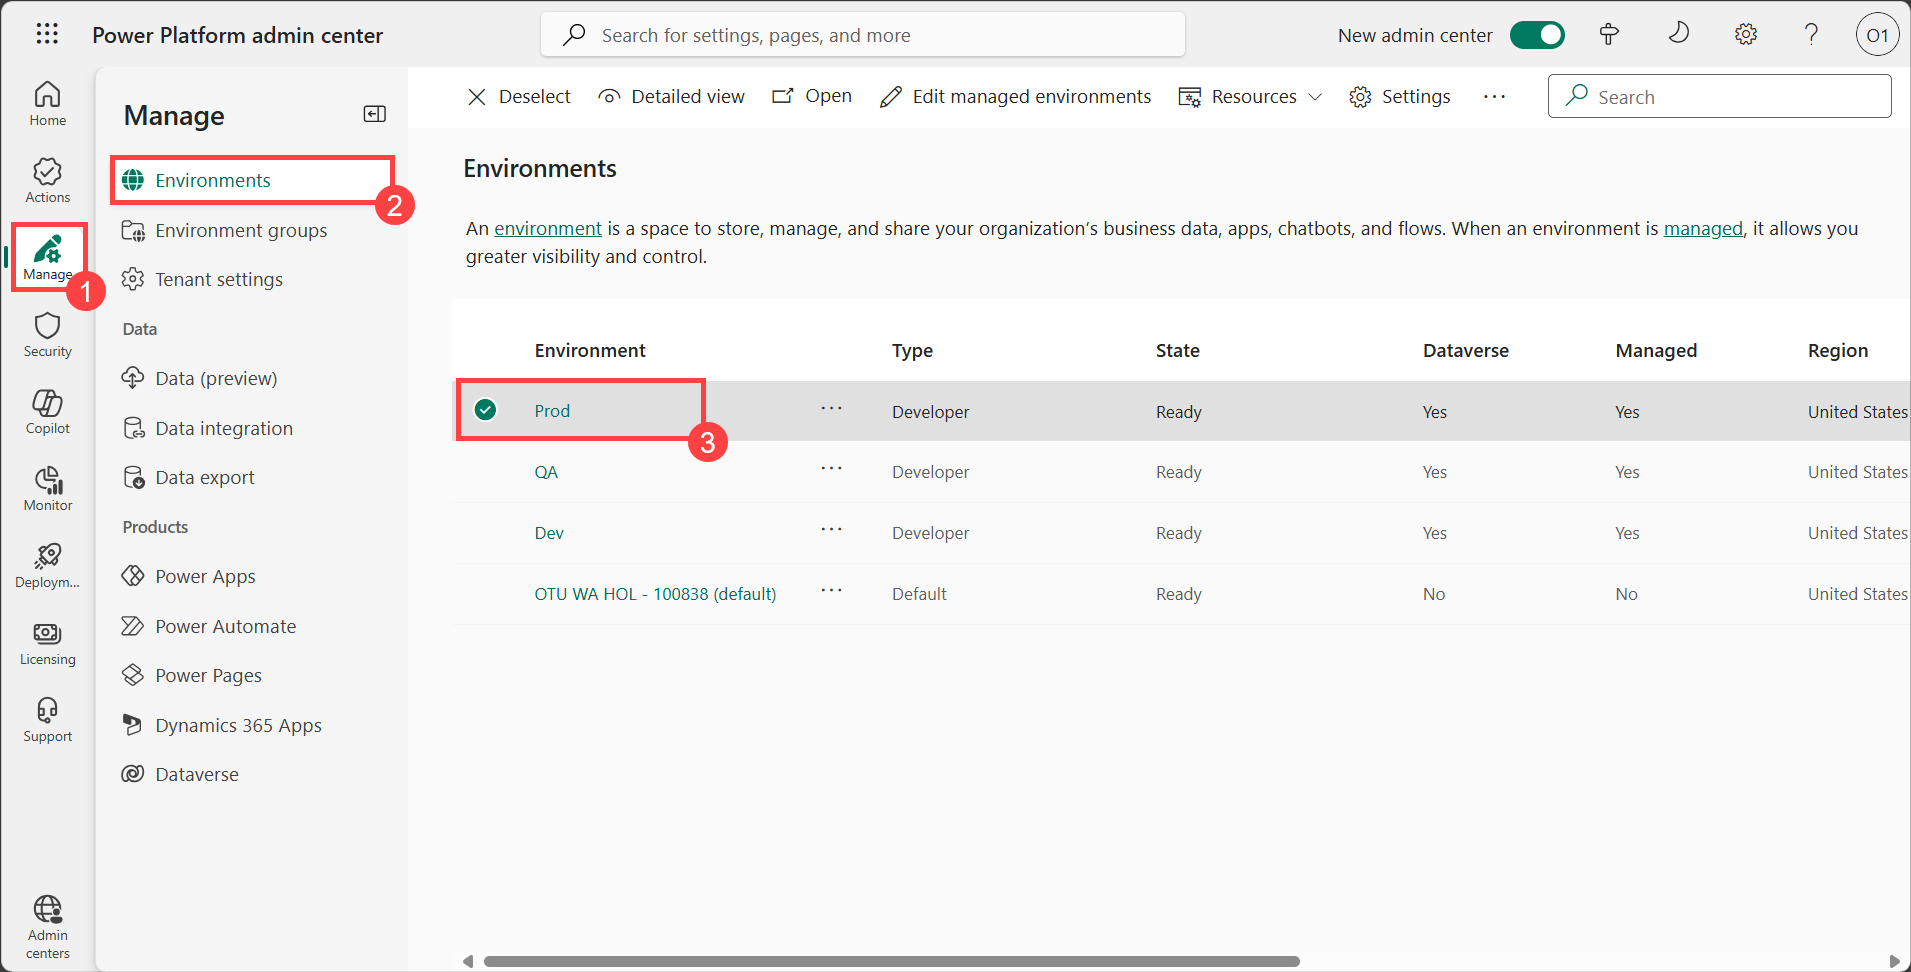 Power Platform admin center
Search for settings, pages, and more
New admin center
O1
Home
Actions
Manage
1
Security
Copilot
Monitor
Deploym...
Licensing
Support
Admin
centers
Manage
Environments
2
Environment groups
Tenant settings
Data
Data (preview)
Data integration
Data export
Products
Power Apps
Power Automate
Power Pages
Dynamics 365 Apps
Dataverse
Deselect
Detailed view
Open
Edit managed environments
Resources
Settings
...
Search
Environments
An environment is a space to store, manage, and share your organization's business data, apps, chatbots, and flows. When an environment is managed, it allows you
greater visibility and control.
Environment Type State Dataverse Managed Region
Prod ... Developer Ready Yes Yes United States
3
QA ... Developer Ready Yes Yes United States
Dev ... Developer Ready Yes Yes United States
OTU WA HOL - 100838 (default) ... Default Ready No No United States